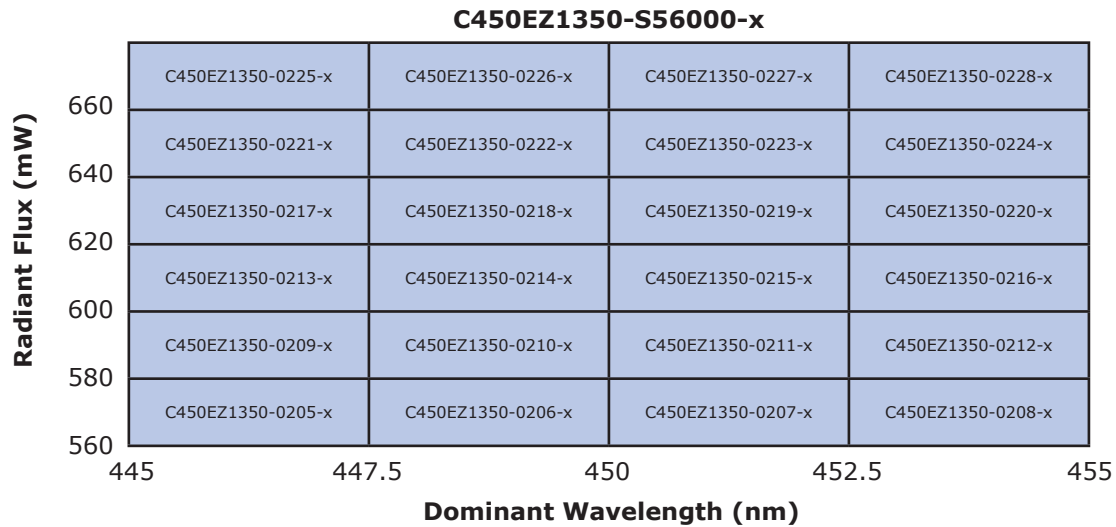 C450EZ1350-S56000-x
C450EZ1350-0225-x C450EZ1350-0226-x C450EZ1350-0227-x C450EZ1350-0228-x
660
C450EZ1350-0221-x C450EZ1350-0222-x C450EZ1350-0223-x C450EZ1350-0224-x
640
C450EZ1350-0217-x C450EZ1350-0218-x C450EZ1350-0219-x C450EZ1350-0220-x
620
C450EZ1350-0213-x C450EZ1350-0214-x C450EZ1350-0215-x C450EZ1350-0216-x
600
C450EZ1350-0209-x C450EZ1350-0210-x C450EZ1350-0211-x C450EZ1350-0212-x
580
C450EZ1350-0205-x C450EZ1350-0206-x C450EZ1350-0207-x C450EZ1350-0208-x
560
Radiant Flux (mW)
445 447.5 450 452.5 455
Dominant Wavelength (nm)